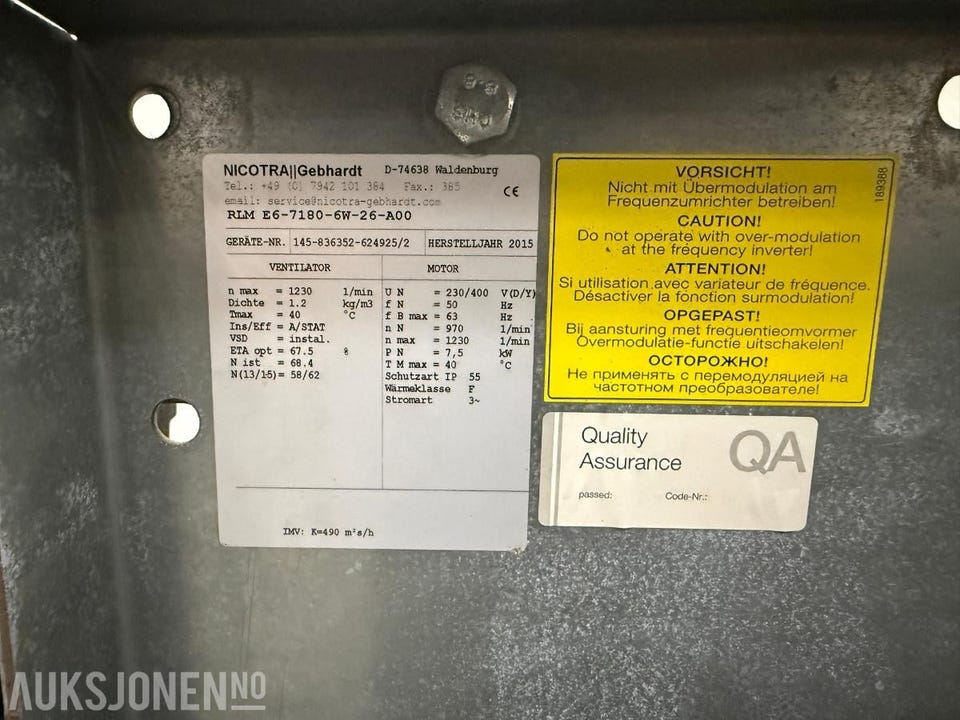 8-8
NICOTRA||Gebhardt D-74638 Waldenburg
Tel.: +49 (0) 7942 101 384 Fax.: 385
email: service@nicotra-gebhardt.com
CE
RLM E6-7180-6W-26-A00
GERÄTE-NR. 145-836352-624925/2 HERSTELLJAHR 2015
VENTILATOR
n max = 1230 1/min
Dichte = 1.2 kg/m3
Tmax = 40 °C
Ins/Eff = A/STAT
VSD = instal.
ETA opt = 67.5 %
N ist = 68.4
N(13/15) = 58/62
MOTOR
U N = 230/400 V(D/Y)
f N = 50 Hz
f B max = 63 Hz
n N = 970 1/min
n max = 1230 1/min
P N = 7,5 kW
T M max = 40 °C
Schutzart IP 55
Wärmeklasse F
Stromart 3~
IMV: K=490 m²s/h
VORSICHT!
Nicht mit Übermodulation am
Frequenzumrichter betreiben!
CAUTION!
Do not operate with over-modulation
at the frequency inverter!
ATTENTION!
Si utilisation avec variateur de fréquence.
Désactiver la fonction surmodulation!
OPGEPAST!
Bij aansturing met frequentieomvormer
Overmodulatie-functie uitschakelen!
ОСТОРОЖНО!
Не применять с перемодуляцией на
частотном преобразователе!
189388
Quality
Assurance
QA
passed: Code-Nr.:
AUKSJONEN NO